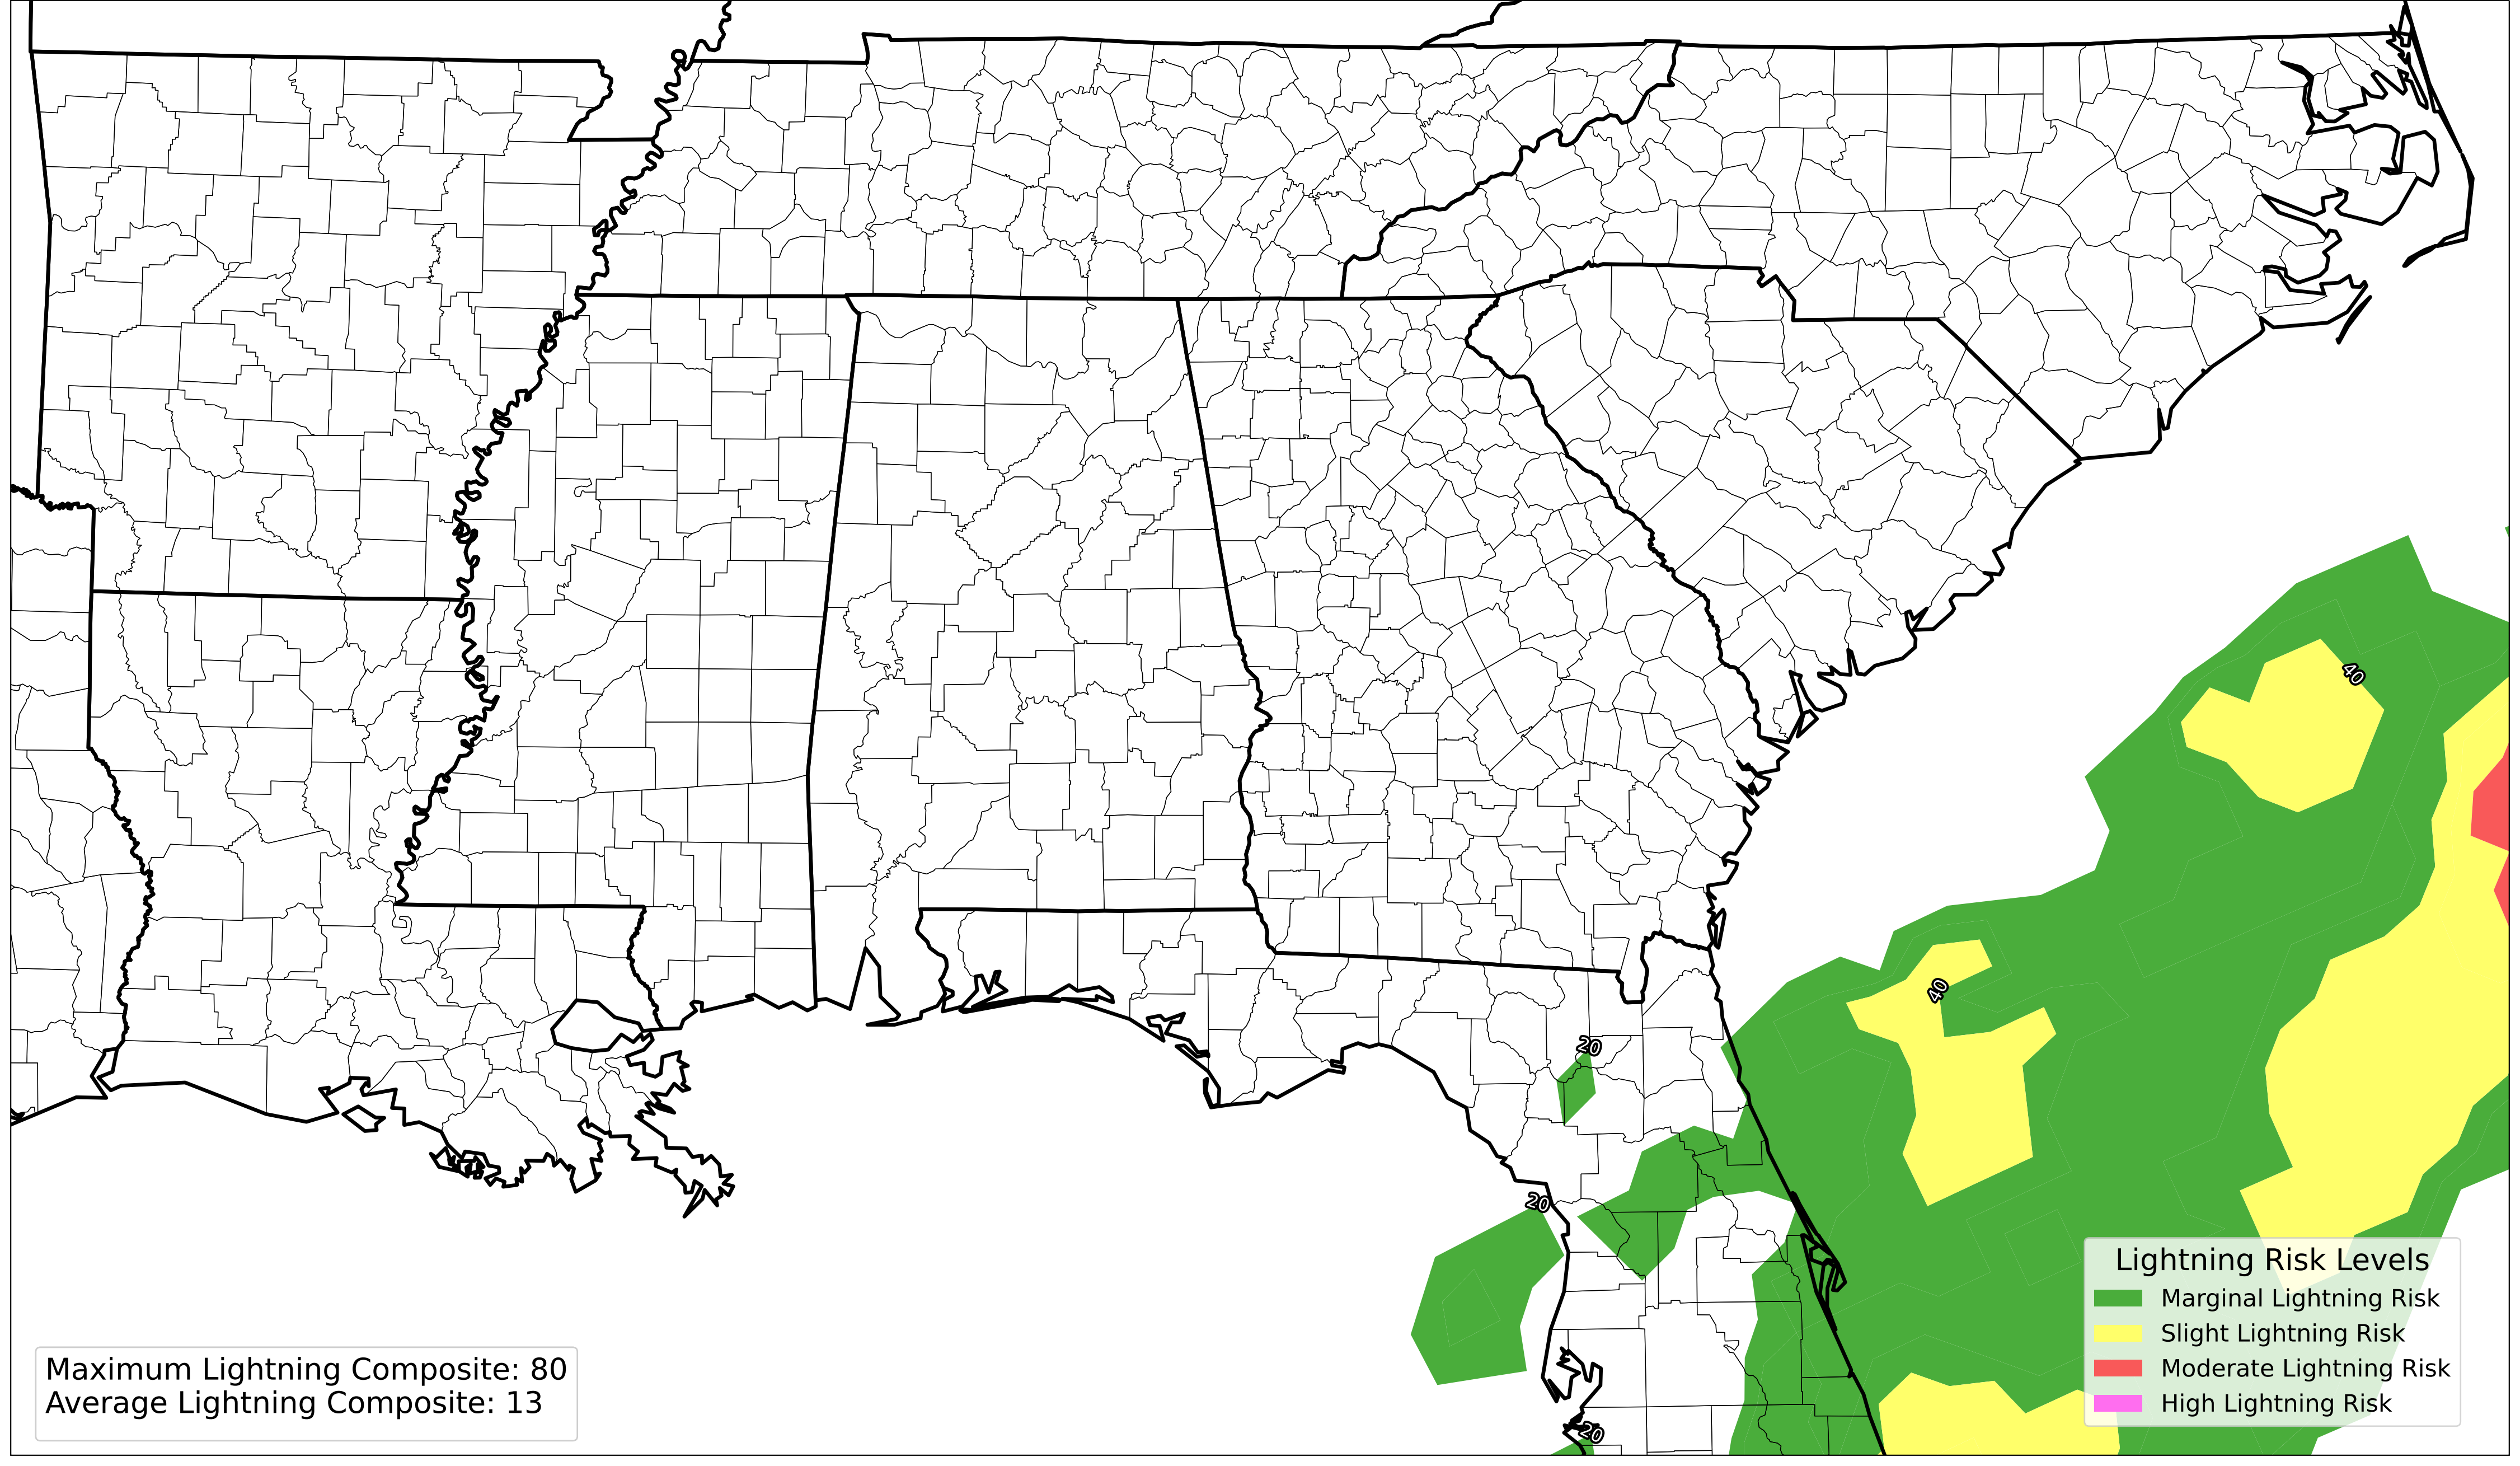 40
40
20
20
20
Lightning Risk Levels
Marginal Lightning Risk
Slight Lightning Risk
Moderate Lightning Risk
High Lightning Risk
Maximum Lightning Composite: 80
Average Lightning Composite: 13